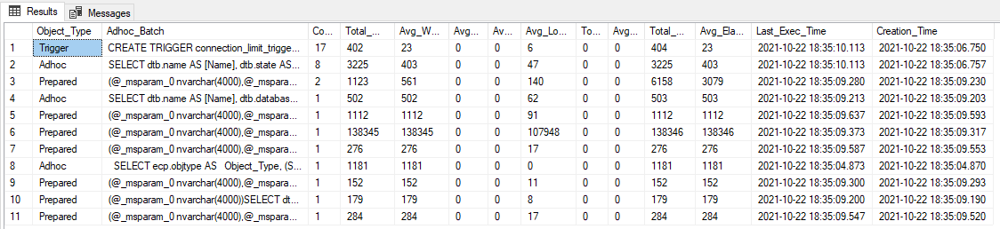 Results Messages
Object_Type Adhoc_Batch Co... Total_... Avg_W... Avg... Av... Avg_Lo... To... Avg... Total_... Avg_Ela... Last_Exec_Time Creation_Time
1 Trigger CREATE TRIGGER connection_limit_trigge... 17 402 23 0 0 6 0 0 404 23 2021-10-22 18:35:10.113 2021-10-22 18:35:06.750
2 Adhoc SELECT dtb.name AS [Name], dtb.state AS... 8 3225 403 0 0 47 0 0 3225 403 2021-10-22 18:35:10.113 2021-10-22 18:35:06.757
3 Prepared (@_msparam_0 nvarchar(4000),@_mspara... 2 1123 561 0 0 140 0 0 6158 3079 2021-10-22 18:35:09.280 2021-10-22 18:35:09.230
4 Adhoc SELECT dtb.name AS [Name], dtb.databas... 1 502 502 0 0 62 0 0 503 503 2021-10-22 18:35:09.213 2021-10-22 18:35:09.203
5 Prepared (@_msparam_0 nvarchar(4000),@_mspara... 1 1112 1112 0 0 91 0 0 1112 1112 2021-10-22 18:35:09.637 2021-10-22 18:35:09.593
6 Prepared (@_msparam_0 nvarchar(4000),@_mspara... 1 138345 138345 0 0 107948 0 0 138346 138346 2021-10-22 18:35:09.373 2021-10-22 18:35:09.317
7 Prepared (@_msparam_0 nvarchar(4000),@_mspara... 1 276 276 0 0 17 0 0 276 276 2021-10-22 18:35:09.587 2021-10-22 18:35:09.553
8 Adhoc SELECT ecp.objtype AS Object_Type, (S... 1 1181 1181 0 0 0 0 0 1181 1181 2021-10-22 18:35:04.873 2021-10-22 18:35:04.870
9 Prepared (@_msparam_0 nvarchar(4000),@_mspara... 1 152 152 0 0 11 0 0 152 152 2021-10-22 18:35:09.300 2021-10-22 18:35:09.293
10 Prepared (@_msparam_0 nvarchar(4000))SELECT dt... 1 179 179 0 0 8 0 0 179 179 2021-10-22 18:35:09.200 2021-10-22 18:35:09.190
11 Prepared (@_msparam_0 nvarchar(4000),@_mspara... 1 284 284 0 0 17 0 0 284 284 2021-10-22 18:35:09.547 2021-10-22 18:35:09.520